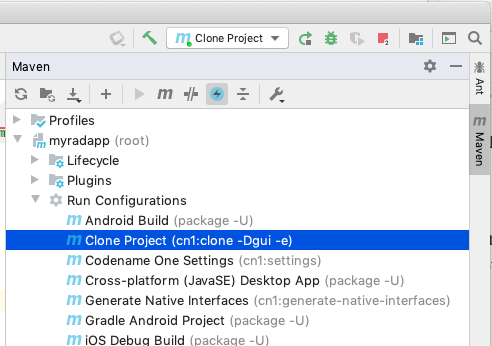 Clone Project
Maven
Profiles
myradapp (root)
Lifecycle
Plugins
Run Configurations
Android Build (package -U)
Clone Project (cn1:clone -Dgui -e)
Codename One Settings (cn1:settings)
Cross-platform (JavaSE) Desktop App (package -U)
Generate Native Interfaces (cn1:generate-native-interfaces)
Gradle Android Project (package -U)
iOS Debug Build (package -U)
Ant
Maven